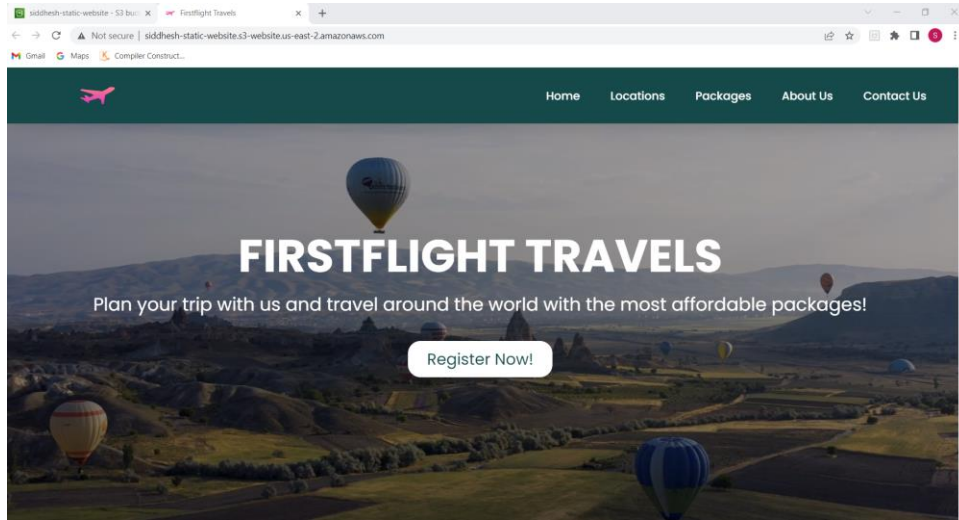 siddhesh-static-website - S3 buc
Firstflight Travels
Not secure | siddhesh-static-website.s3-website.us-east-2.amazonaws.com
Gmail Maps Compiler Construct...
Home Locations Packages About Us Contact Us
FIRSTFLIGHT TRAVELS
Plan your trip with us and travel around the world with the most affordable packages!
Register Now!